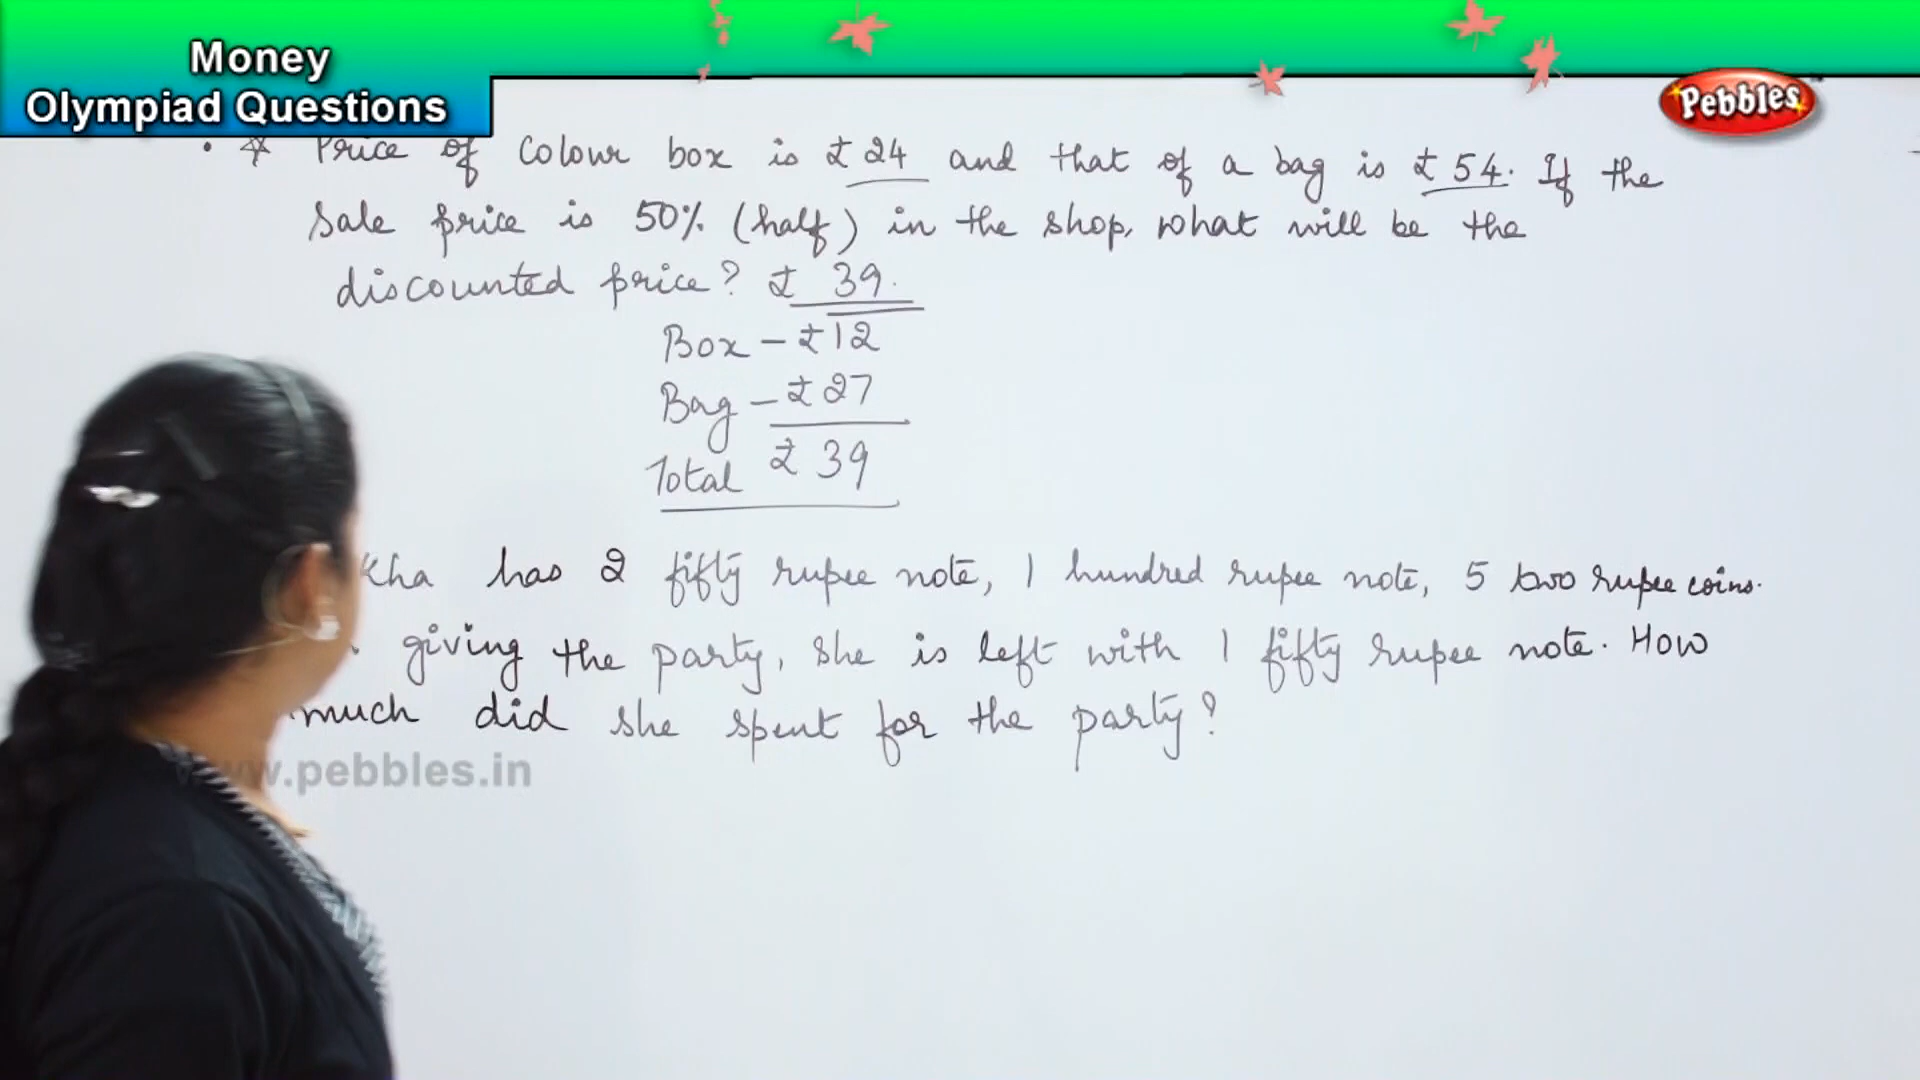 Money
Olympiad Questions
Pebbles
☆ Price of Colour box is ₹ 24 and that of a bag is ₹ 54. If the
Sale price is 50% (half) in the shop, what will be the
discounted price? ₹ 39.
Box - ₹ 12
Bag - ₹ 27
Total ₹ 39
kha has 2 fifty rupee note, 1 hundred rupee note, 5 two rupee coins.
giving the party, she is left with 1 fifty rupee note. How
much did she spent for the party?
www.pebbles.in